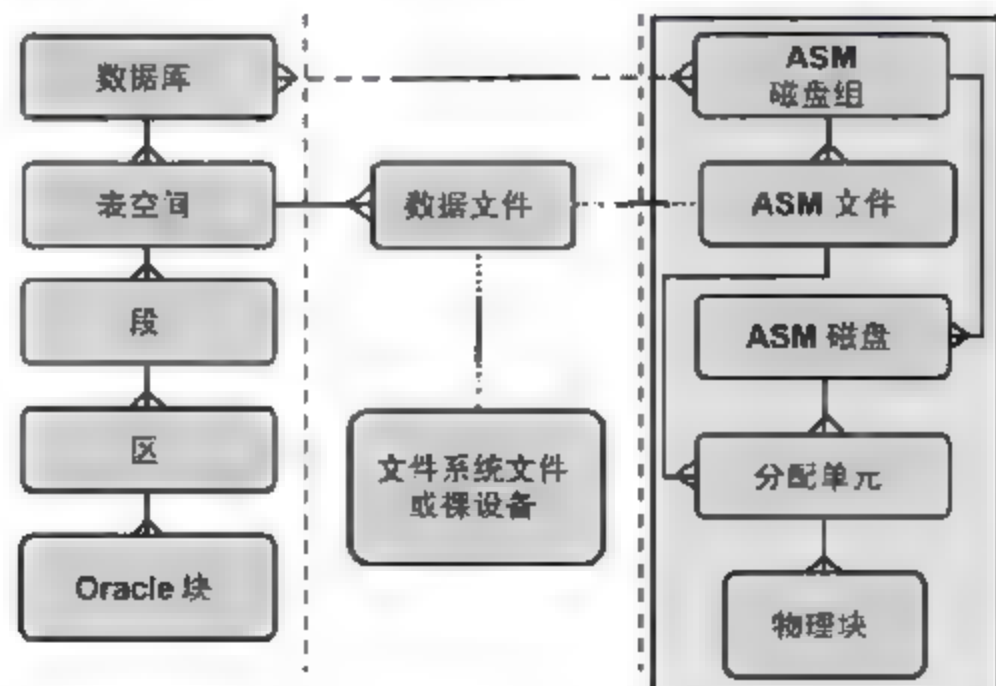 数据库
表空间
段
区
Oracle 块
数据文件
文件系统文件
或裸设备
ASM
磁盘组
ASM 文件
ASM 磁盘
分配单元
物理块